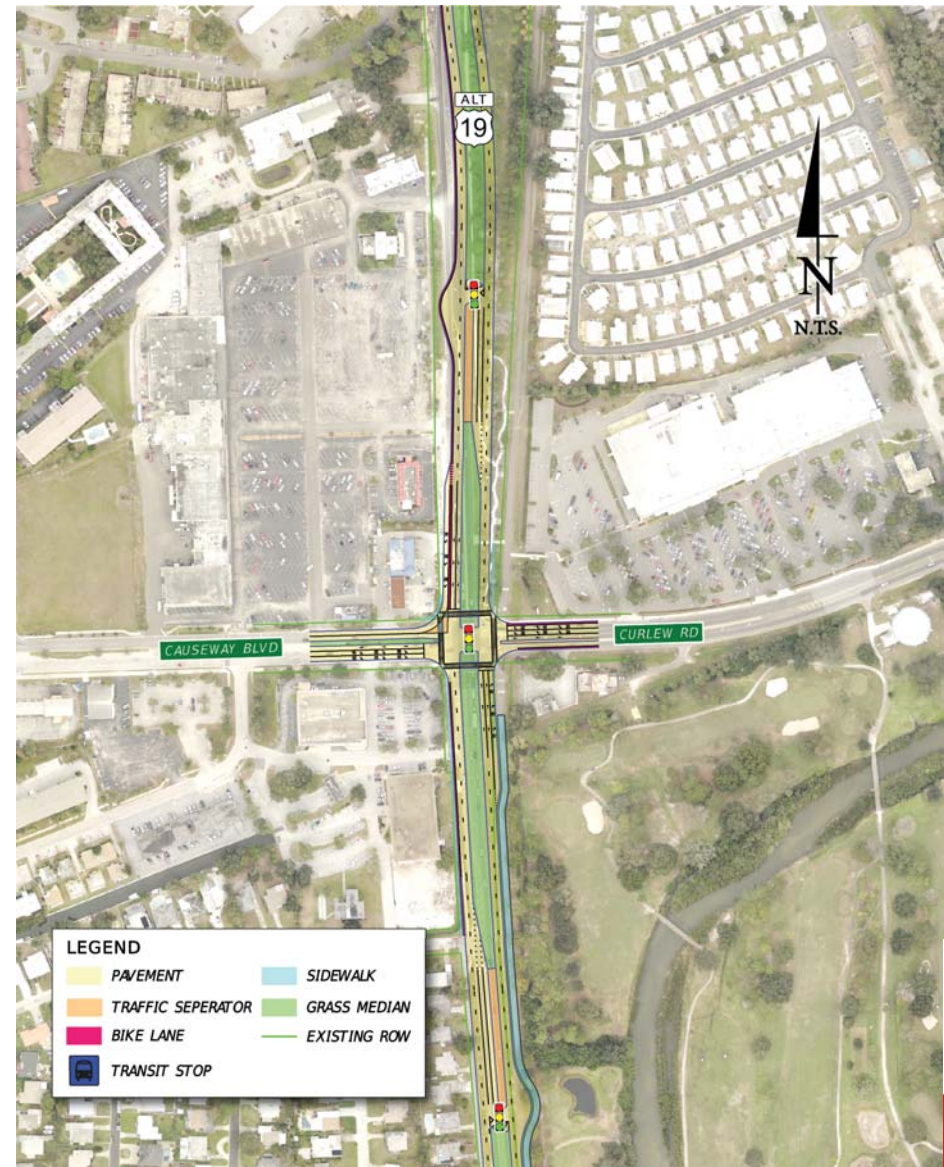 ALT
19
N
N.T.S.
CAUSEWAY BLVD
CURLEW RD
LEGEND
PAVEMENT
TRAFFIC SEPERATOR
BIKE LANE
TRANSIT STOP
SIDEWALK
GRASS MEDIAN
EXISTING ROW